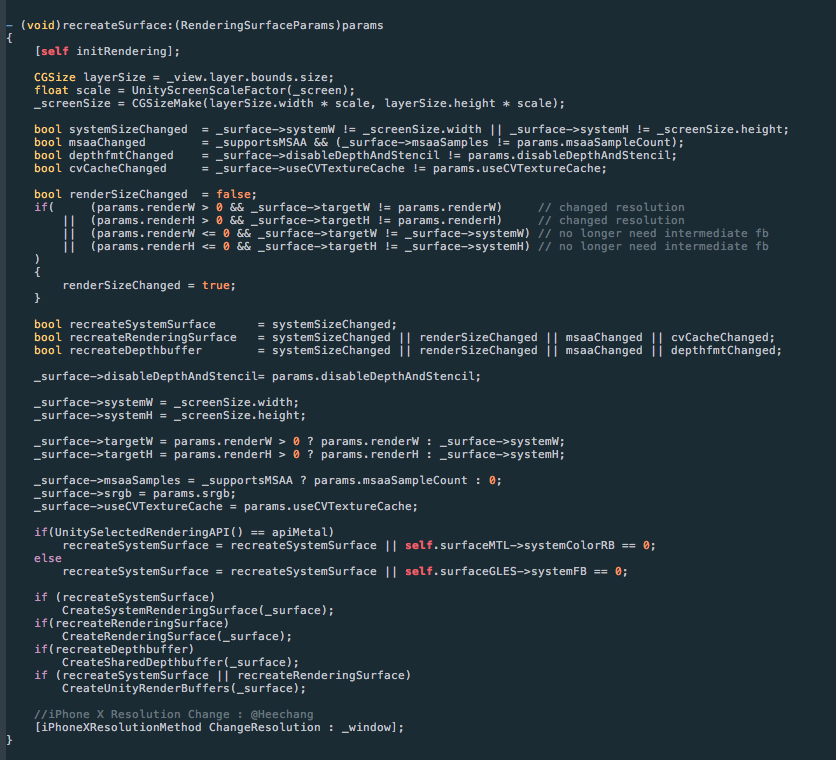 - (void)recreateSurface:(RenderingSurfaceParams)params
{
    [self initRendering];

    CGSize layerSize = _view.layer.bounds.size;
    float scale = UnityScreenScaleFactor(_screen);
    _screenSize = CGSizeMake(layerSize.width * scale, layerSize.height * scale);

    bool systemSizeChanged  = _surface->systemW != _screenSize.width || _surface->systemH != _screenSize.height;
    bool msaaChanged        = _supportsMSAA && (_surface->msaaSamples != params.msaaSampleCount);
    bool depthfmtChanged    = _surface->disableDepthAndStencil != params.disableDepthAndStencil;
    bool cvCacheChanged     = _surface->useCVTextureCache != params.useCVTextureCache;

    bool renderSizeChanged  = false;
    if(     (params.renderW > 0 && _surface->targetW != params.renderW)     // changed resolution
        ||  (params.renderH > 0 && _surface->targetH != params.renderH)     // changed resolution
        ||  (params.renderW <= 0 && _surface->targetW != _surface->systemW) // no longer need intermediate fb
        ||  (params.renderH <= 0 && _surface->targetH != _surface->systemH) // no longer need intermediate fb
    )
    {
        renderSizeChanged = true;
    }

    bool recreateSystemSurface      = systemSizeChanged;
    bool recreateRenderingSurface   = systemSizeChanged || renderSizeChanged || msaaChanged || cvCacheChanged;
    bool recreateDepthbuffer        = systemSizeChanged || renderSizeChanged || msaaChanged || depthfmtChanged;

    _surface->disableDepthAndStencil= params.disableDepthAndStencil;

    _surface->systemW = _screenSize.width;
    _surface->systemH = _screenSize.height;

    _surface->targetW = params.renderW > 0 ? params.renderW : _surface->systemW;
    _surface->targetH = params.renderH > 0 ? params.renderH : _surface->systemH;

    _surface->msaaSamples = _supportsMSAA ? params.msaaSampleCount : 0;
    _surface->srgb = params.srgb;
    _surface->useCVTextureCache = params.useCVTextureCache;

    if(UnitySelectedRenderingAPI() == apiMetal)
        recreateSystemSurface = recreateSystemSurface || self.surfaceMTL->systemColorRB == 0;
    else
        recreateSystemSurface = recreateSystemSurface || self.surfaceGLES->systemFB == 0;

    if (recreateSystemSurface)
        CreateSystemRenderingSurface(_surface);
    if(recreateRenderingSurface)
        CreateRenderingSurface(_surface);
    if(recreateDepthbuffer)
        CreateSharedDepthbuffer(_surface);
    if (recreateSystemSurface || recreateRenderingSurface)
        CreateUnityRenderBuffers(_surface);

    //iPhone X Resolution Change : @Heechang
    [iPhoneXResolutionMethod ChangeResolution : _window];
}